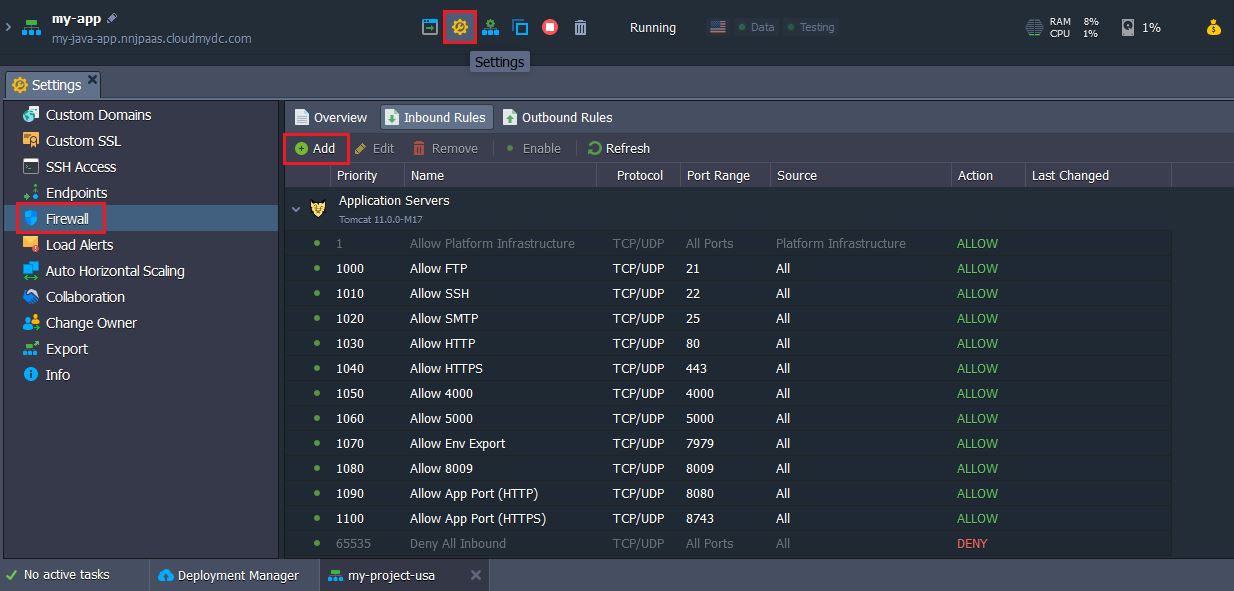 my-app
my-java-app.nnjpaas.cloudmydc.com
Running
Data
Testing
RAM 8%
CPU 1%
1%
Settings
Settings
Custom Domains
Custom SSL
SSH Access
Endpoints
Firewall
Load Alerts
Auto Horizontal Scaling
Collaboration
Change Owner
Export
Info
Overview Inbound Rules Outbound Rules
Add Edit Remove Enable Refresh
Priority Name Protocol Port Range Source Action Last Changed
Application Servers
Tomcat 11.0.0-M17
1 Allow Platform Infrastructure TCP/UDP All Ports Platform Infrastructure ALLOW
1000 Allow FTP TCP/UDP 21 All ALLOW
1010 Allow SSH TCP/UDP 22 All ALLOW
1020 Allow SMTP TCP/UDP 25 All ALLOW
1030 Allow HTTP TCP/UDP 80 All ALLOW
1040 Allow HTTPS TCP/UDP 443 All ALLOW
1050 Allow 4000 TCP/UDP 4000 All ALLOW
1060 Allow 5000 TCP/UDP 5000 All ALLOW
1070 Allow Env Export TCP/UDP 7979 All ALLOW
1080 Allow 8009 TCP/UDP 8009 All ALLOW
1090 Allow App Port (HTTP) TCP/UDP 8080 All ALLOW
1100 Allow App Port (HTTPS) TCP/UDP 8743 All ALLOW
65535 Deny All Inbound TCP/UDP All Ports All DENY
No active tasks
Deployment Manager
my-project-usa